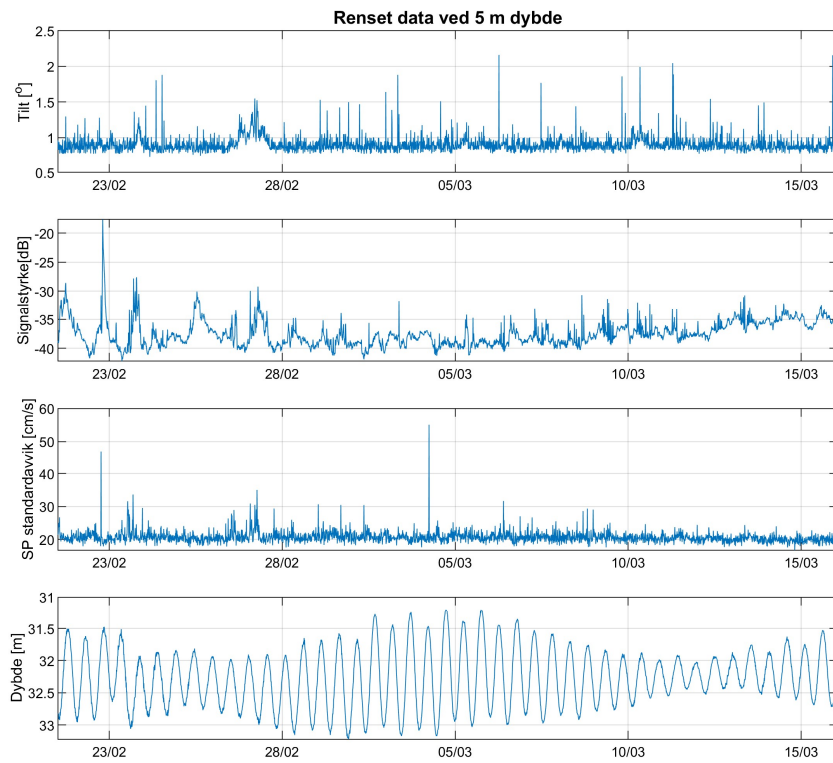 Renset data ved 5 m dybde
2.5
2
1.5
1
0.5
Tilt [°]
23/02 28/02 05/03 10/03 15/03
-20
-25
-30
-35
-40
Signalstyrke[dB]
23/02 28/02 05/03 10/03 15/03
60
50
40
30
20
SP standardavvik [cm/s]
23/02 28/02 05/03 10/03 15/03
31
31.5
32
32.5
33
Dybde [m]
23/02 28/02 05/03 10/03 15/03